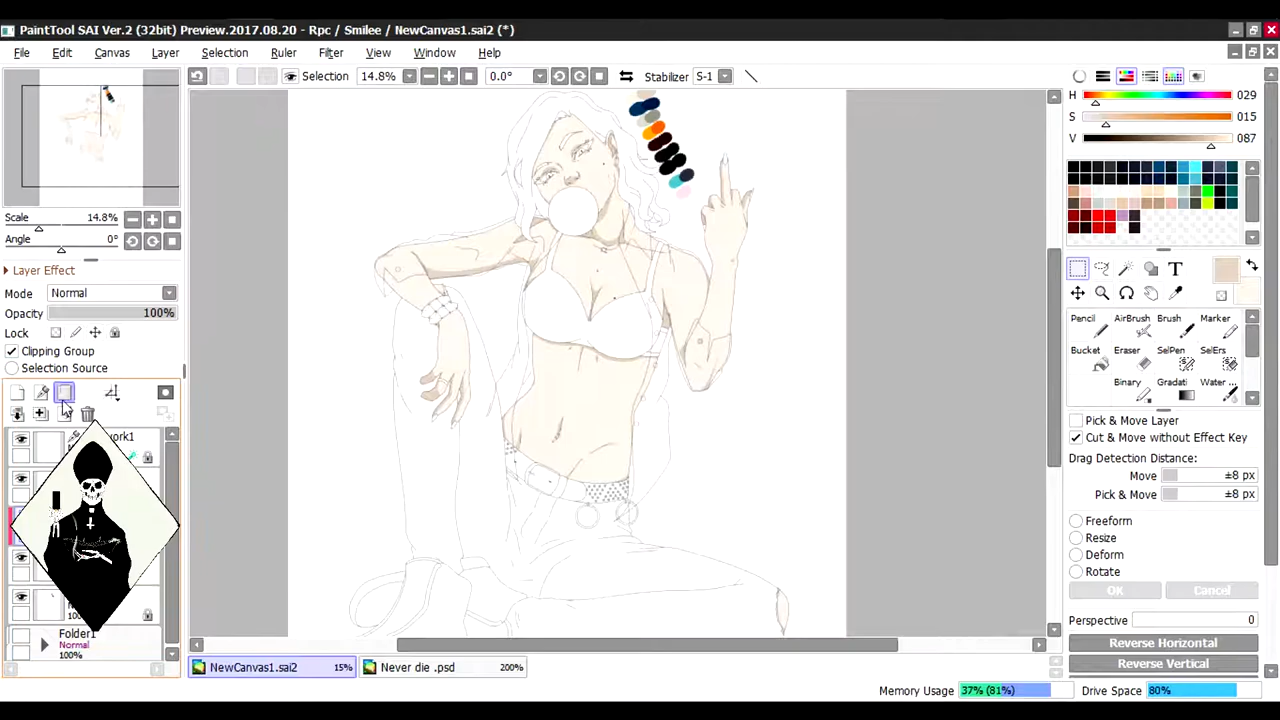 PaintTool SAI Ver.2 (32bit) Preview.2017.08.20 - Rpc / Smilee / NewCanvas1.sai2 (*)
File Edit Canvas Layer Selection Ruler Filter View Window Help
Selection 14.8% 0.0° Stabilizer S-1
Scale 14.8%
Angle 0°
Layer Effect
Mode Normal
Opacity 100%
Lock
Clipping Group
Selection Source
work1
Folder1
Normal
100%
NewCanvas1.sai2 15% Never die .psd 200%
H 029
S 015
V 087
T
Pencil AirBrush Brush Marker
Bucket Eraser SelPen SelErs
Binary Gradati Water ...
Pick & Move Layer
Cut & Move without Effect Key
Drag Detection Distance:
Move ±8 px
Pick & Move ±8 px
Freeform
Resize
Deform
Rotate
OK Cancel
Perspective 0
Reverse Horizontal
Reverse Vertical
Memory Usage 37% (81%) Drive Space 80%